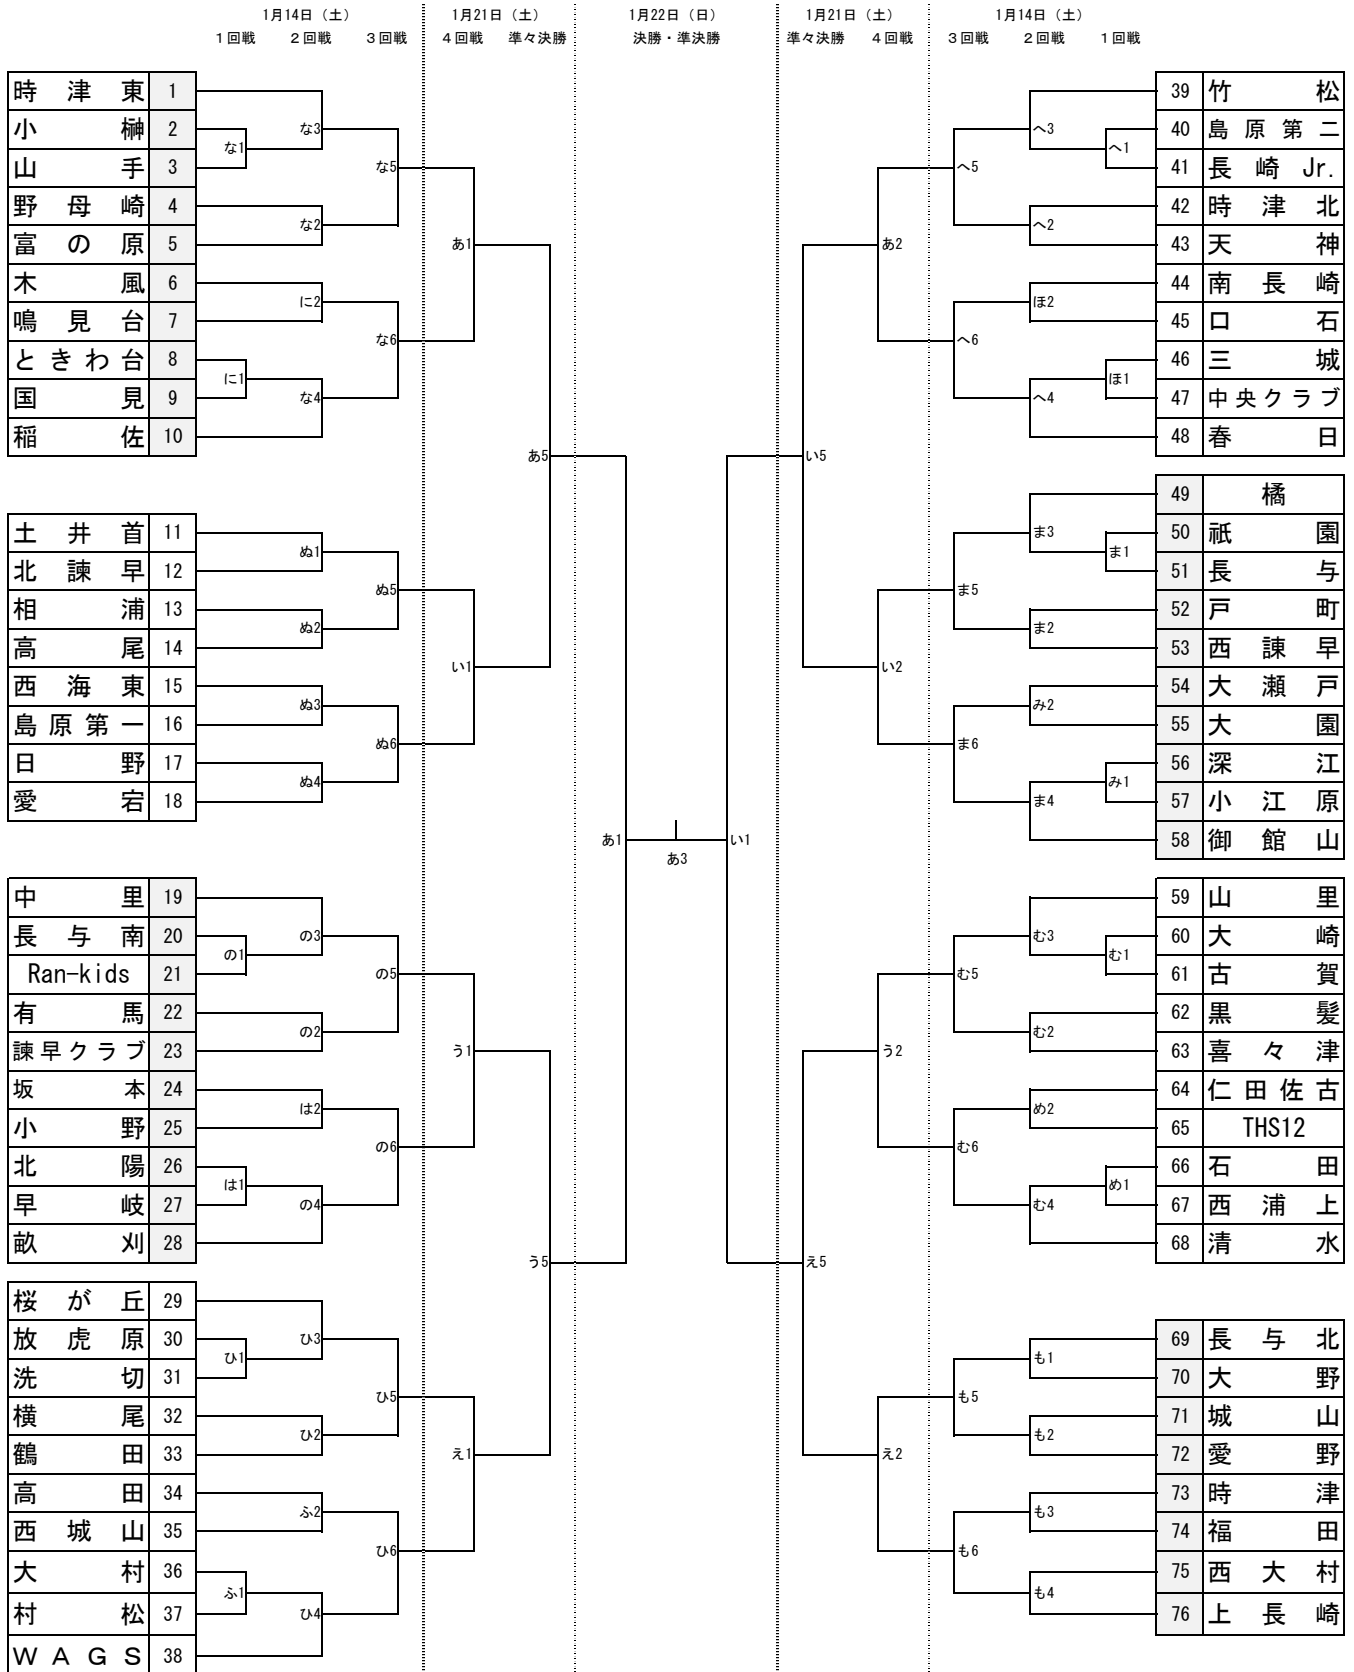 1月14日（土） 1月21日（土） 1月22日（日） 1月21日（土） 1月14日（土）
1回戦 2回戦 3回戦 4回戦 準々決勝 決勝・準決勝 準々決勝 4回戦 3回戦 2回戦 1回戦
時津東 1
小榊 2
山手 3
野母崎 4
富の原 5
木風 6
鳴見台 7
ときわ台 8
国見 9
稲佐 10
な1
な3
な2
な5
に2
に1
な4
な6
あ1
土井首 11
北諫早 12
相浦 13
高尾 14
西海東 15
島原第一 16
日野 17
愛宕 18
ぬ1
ぬ2
ぬ5
ぬ3
ぬ4
ぬ6
い1
あ5
中里 19
長与南 20
Ran-kids 21
有馬 22
諫早クラブ 23
坂本 24
小野 25
北陽 26
早岐 27
畝刈 28
の1
の3
の2
の5
は2
は1
の4
の6
う1
桜が丘 29
放虎原 30
洗切 31
横尾 32
鶴田 33
高田 34
西城山 35
大村 36
村松 37
WAGS 38
ひ1
ひ3
ひ2
ひ5
ふ2
ふ1
ひ4
ひ6
え1
う5
あ1
あ3
い1
39 竹松
40 島原第二
41 長崎Jr.
42 時津北
43 天神
44 南長崎
45 口石
46 三城
47 中央クラブ
48 春日
へ3
へ1
へ5
へ2
あ2
ほ2
へ6
ほ1
へ4
い5
49 橘
50 祇園
51 長与
52 戸町
53 西諫早
54 大瀬戸
55 大園
56 深江
57 小江原
58 御館山
ま3
ま1
ま5
ま2
い2
み2
ま6
み1
ま4
59 山里
60 大崎
61 古賀
62 黒髪
63 喜々津
64 仁田佐古
65 THS12
66 石田
67 西浦上
68 清水
む3
む1
む5
む2
う2
め2
む6
め1
む4
え5
69 長与北
70 大野
71 城山
72 愛野
73 時津
74 福田
75 西大村
76 上長崎
も1
も5
も2
え2
も3
も6
も4